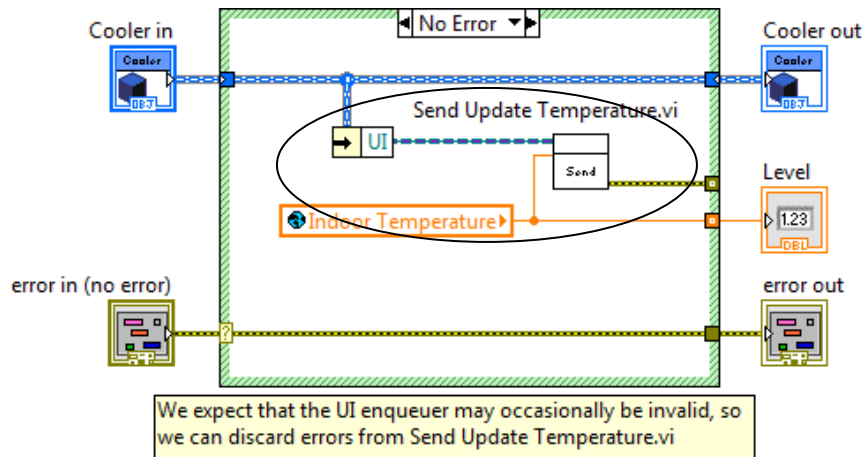 No Error
Cooler in
Cooler out
Cooler
OBJ
Cooler
OBJ
Send Update Temperature.vi
UI
Send
Level
Indoor Temperature
1.23
DBL
error in (no error)
error out
?
We expect that the UI enqueuer may occasionally be invalid, so
we can discard errors from Send Update Temperature.vi